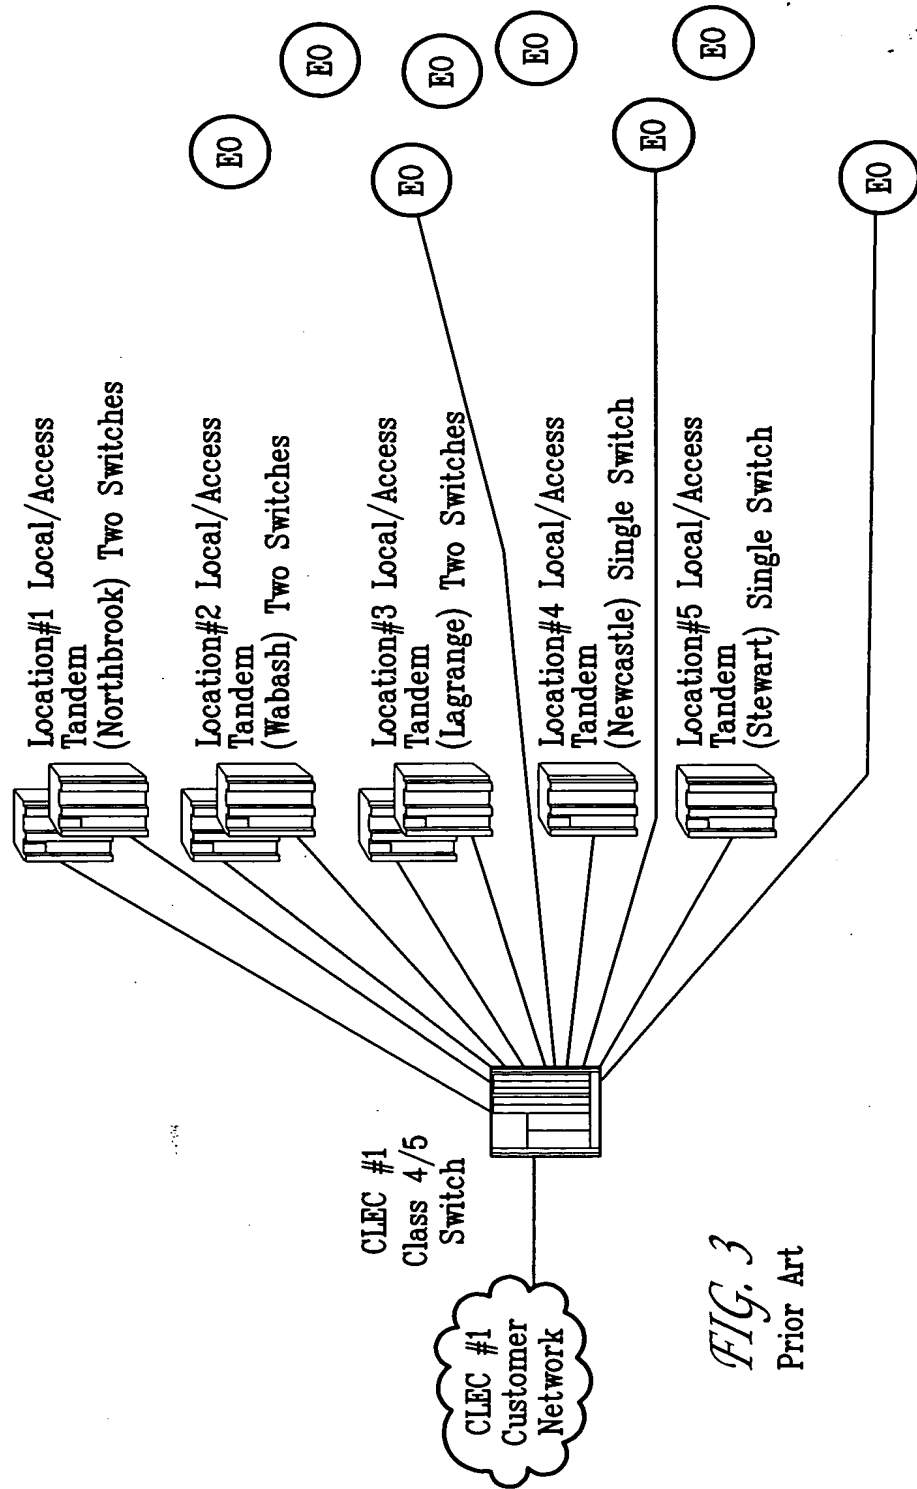 CLEC #1
Customer
Network
CLEC #1
Class 4/5
Switch
Location#1 Local/Access
Tandem
(Northbrook) Two Switches
Location#2 Local/Access
Tandem
(Wabash) Two Switches
Location#3 Local/Access
Tandem
(Lagrange) Two Switches
Location#4 Local/Access
Tandem
(Newcastle) Single Switch
Location#5 Local/Access
Tandem
(Stewart) Single Switch
EO
EO
EO
EO
EO
EO
EO
EO
FIG. 3
Prior Art